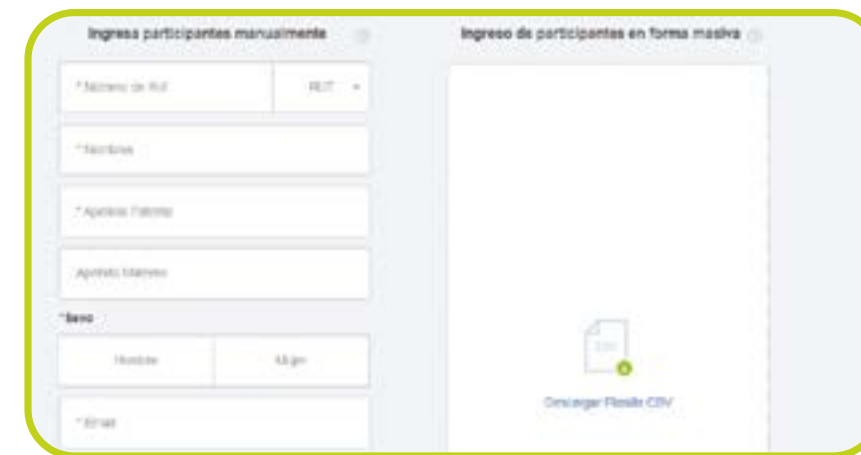 Ingresa participantes manualmente
* Número de Rut
RUT
* Nombres
* Apellido Paterno
Apellido Materno
* Sexo
Hombre
Mujer
* Email
Ingreso de participantes en forma masiva
CSV
Descargar Planilla CSV